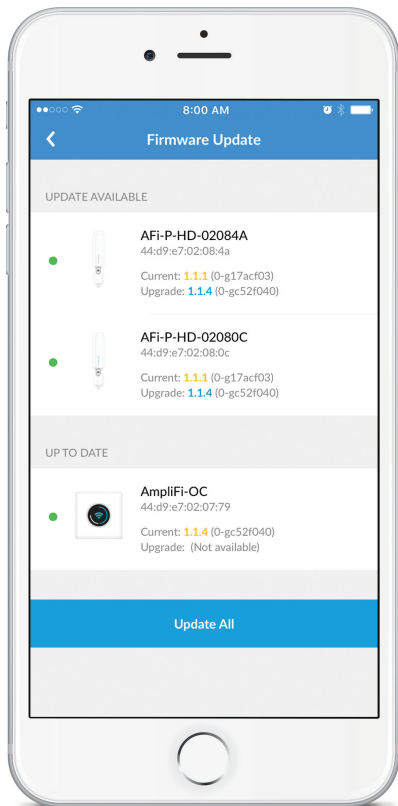 8:00 AM
Firmware Update
UPDATE AVAILABLE
AFi-P-HD-02084A
44:d9:e7:02:08:4a
Current: 1.1.1 (0-g17acf03)
Upgrade: 1.1.4 (0-gc52f040)
AFi-P-HD-02080C
44:d9:e7:02:08:0c
Current: 1.1.1 (0-g17acf03)
Upgrade: 1.1.4 (0-gc52f040)
UP TO DATE
AmpliFi-OC
44:d9:e7:02:07:79
Current: 1.1.4 (0-gc52f040)
Upgrade: (Not available)
Update All